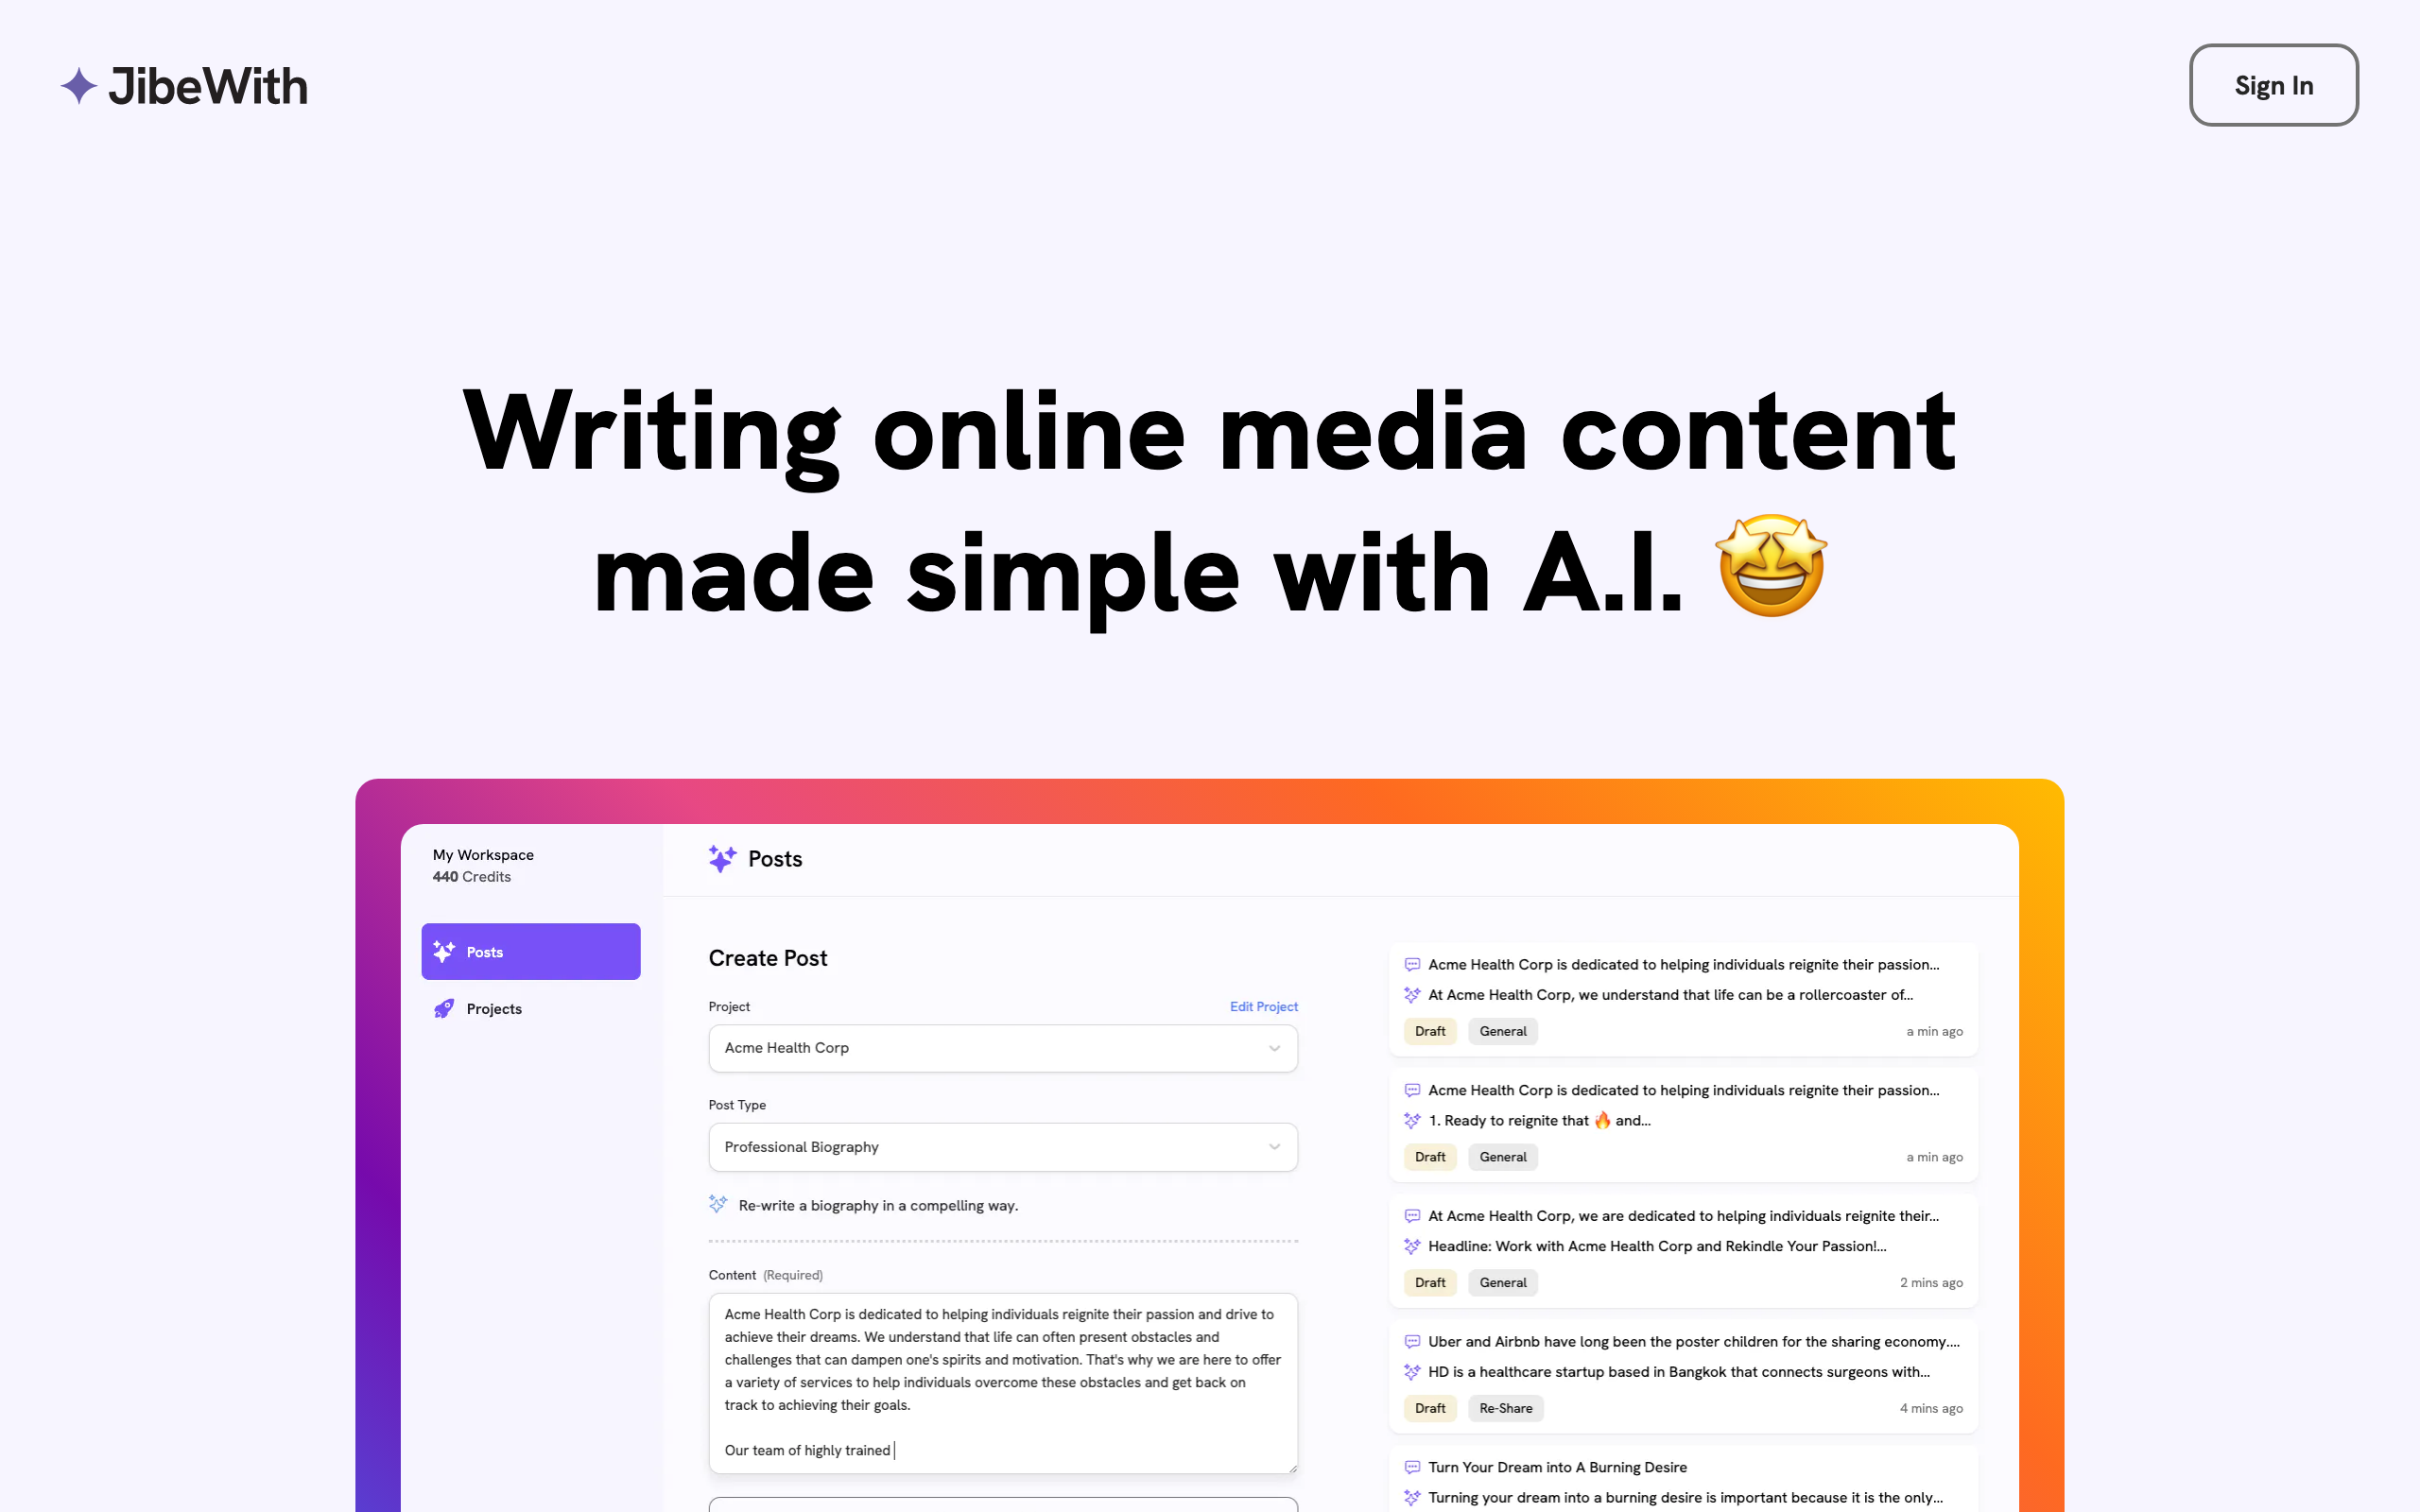 JibeWith
Sign In
Writing online media content
made simple with A.I. 🤩
My Workspace
440 Credits
Posts
Projects
Posts
Create Post
Project
Edit Project
Acme Health Corp
Post Type
Professional Biography
Re-write a biography in a compelling way.
Content (Required)
Acme Health Corp is dedicated to helping individuals reignite their passion and drive to
achieve their dreams. We understand that life can often present obstacles and
challenges that can dampen one's spirits and motivation. That's why we are here to offer
a variety of services to help individuals overcome these obstacles and get back on
track to achieving their goals.
Our team of highly trained
Acme Health Corp is dedicated to helping individuals reignite their passion...
At Acme Health Corp, we understand that life can be a rollercoaster of...
Draft
General
a min ago
Acme Health Corp is dedicated to helping individuals reignite their passion...
1. Ready to reignite that 🔥 and...
Draft
General
a min ago
At Acme Health Corp, we are dedicated to helping individuals reignite their...
Headline: Work with Acme Health Corp and Rekindle Your Passion!...
Draft
General
2 mins ago
Uber and Airbnb have long been the poster children for the sharing economy....
HD is a healthcare startup based in Bangkok that connects surgeons with...
Draft
Re-Share
4 mins ago
Turn Your Dream into A Burning Desire
Turning your dream into a burning desire is important because it is the only...